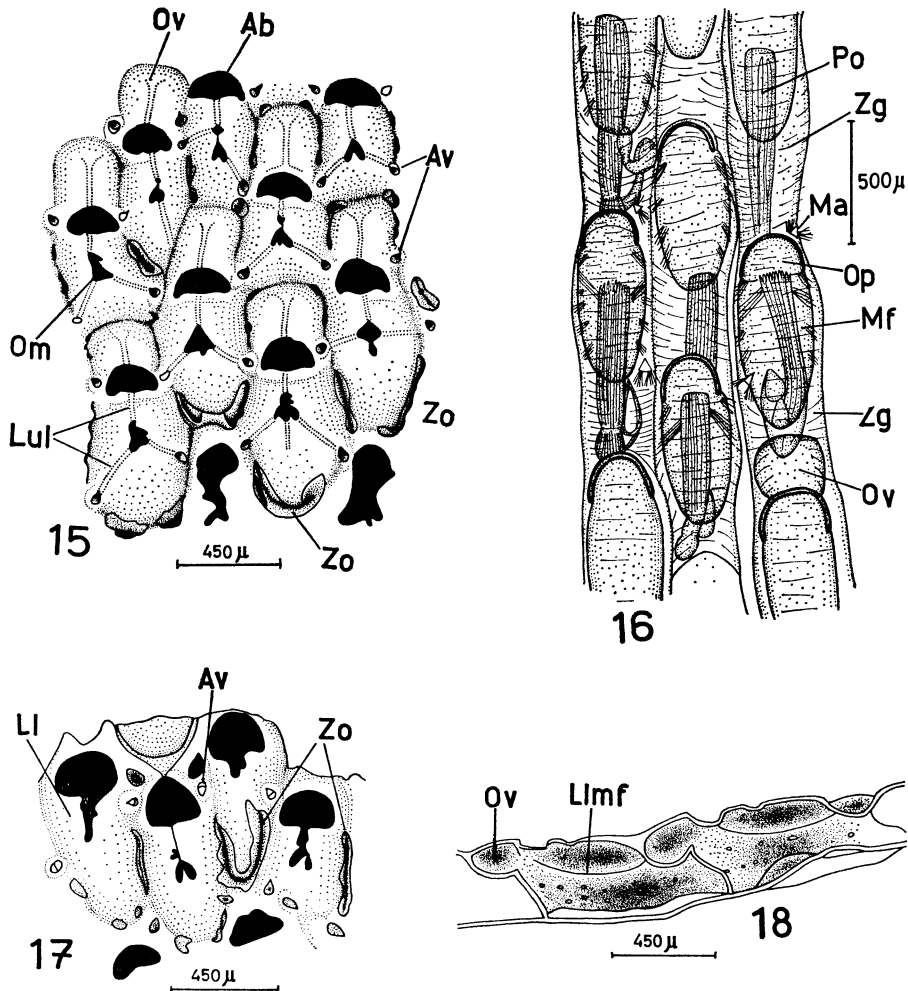 Ov
Ab
Av
Om
Lul
Zo
Zo
15
450 μ
Po
Zg
500 μ
Ma
Op
Mf
Zg
Ov
16
Av
Ll
Zo
17
450 μ
Ov
Llmf
18
450 μ